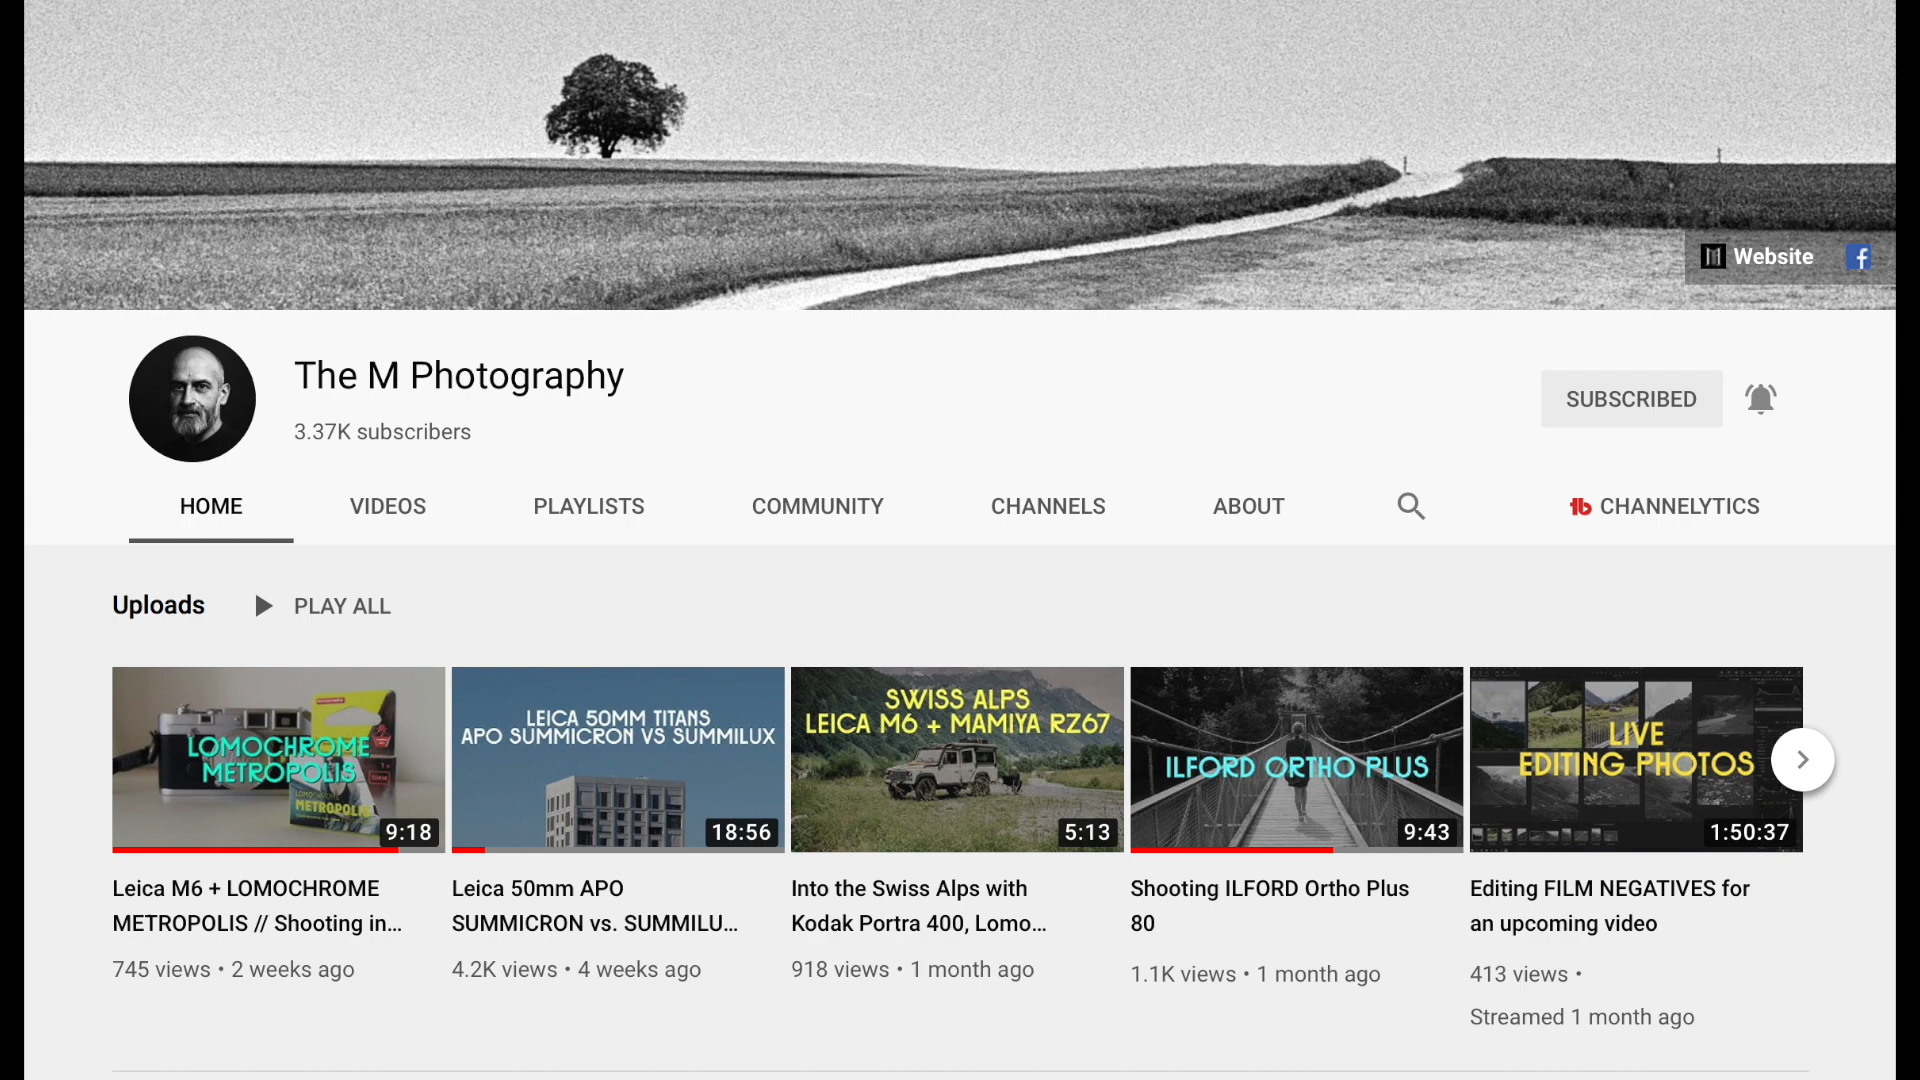 Website
The M Photography
3.37K subscribers
SUBSCRIBED
HOME
VIDEOS
PLAYLISTS
COMMUNITY
CHANNELS
ABOUT
CHANNELYTICS
Uploads
PLAY ALL
LOMOCHROME
METROPOLIS
METROPOLIS
9:18
LEICA 50MM TITANS
APO SUMMICRON VS SUMMILUX
18:56
SWISS ALPS
LEICA M6 + MAMIYA RZ67
5:13
ILFORD ORTHO PLUS
9:43
LIVE
EDITING PHOTOS
1:50:37
Leica M6 + LOMOCHROME
METROPOLIS // Shooting in...
745 views • 2 weeks ago
Leica 50mm APO
SUMMICRON vs. SUMMILU...
4.2K views • 4 weeks ago
Into the Swiss Alps with
Kodak Portra 400, Lomo...
918 views • 1 month ago
Shooting ILFORD Ortho Plus
80
1.1K views • 1 month ago
Editing FILM NEGATIVES for
an upcoming video
413 views •
Streamed 1 month ago